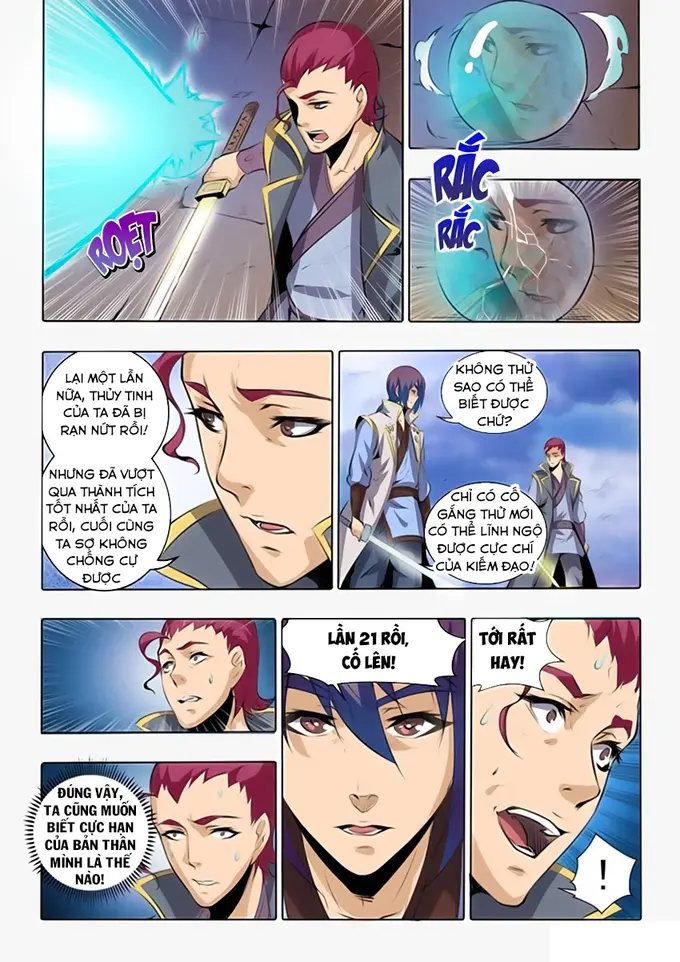 ROẸT
RẮC
RẮC
LẠI MỘT LẦN
NỮA, THỦY TINH
CỦA TA ĐÃ BỊ
RẠN NỨT RỒI!
NHƯNG ĐÃ VƯỢT
QUA THÀNH TÍCH
TỐT NHẤT CỦA TA
RỒI, CUỐI CÙNG
TA SỢ KHÔNG
CHỐNG CỰ
ĐƯỢC
KHÔNG THỬ
SAO CÓ THỂ
BIẾT ĐƯỢC
CHỨ?
CHỈ CÓ CỐ
GẮNG THỬ MỚI
CÓ THỂ LĨNH NGỘ
ĐƯỢC CỰC CHÍ
CỦA KIẾM ĐẠO!
LẦN 21 RỒI,
CỐ LÊN!
TỚI RẤT
HAY!
ĐÚNG VẬY,
TA CŨNG MUỐN
BIẾT CỰC HẠN
CỦA BẢN THÂN
MÌNH LÀ THẾ
NÀO!
!